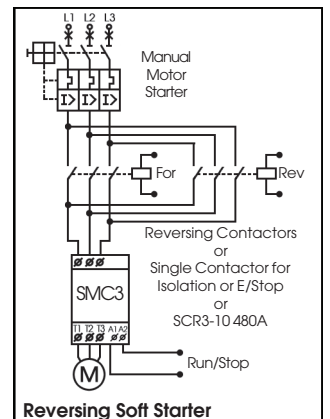 L1 L2 L3
Manual
Motor
Starter
I> I> I>
For
Rev
Reversing Contactors
or
Single Contactor for
Isolation or E/Stop
or
SCR3-10 480A
SMC3
T1 T2 T3 A1 A2
Run/Stop
M
Reversing Soft Starter